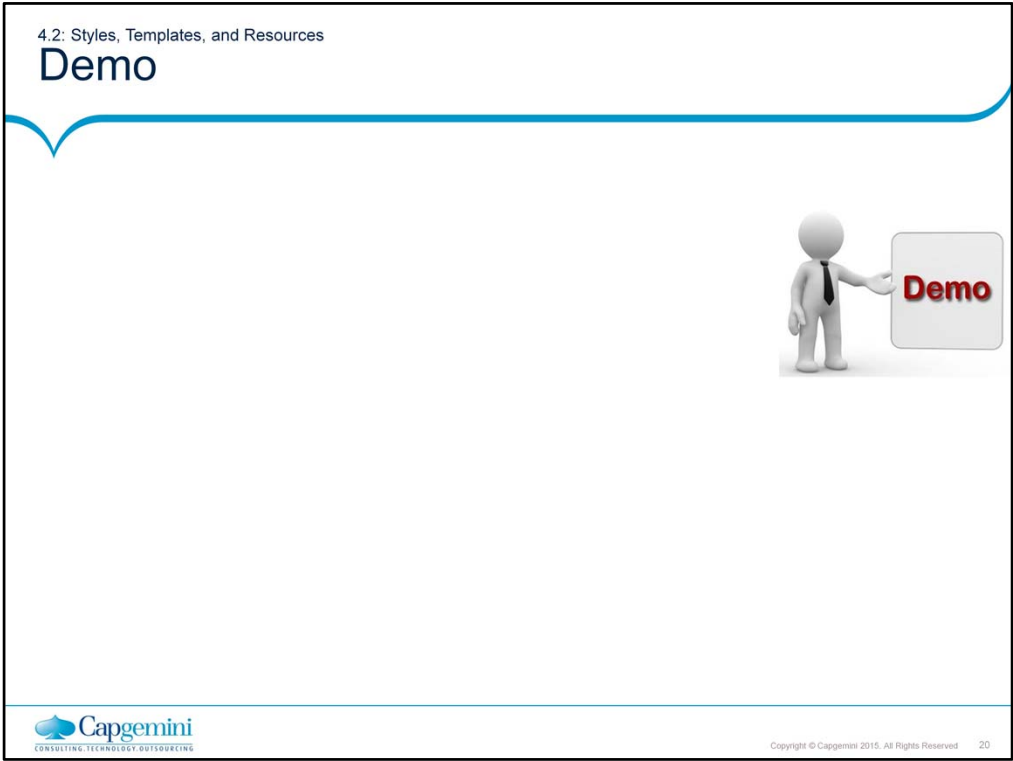 4.2: Styles, Templates, and Resources
Demo
Demo
Capgemini
CONSULTING.TECHNOLOGY.OUTSOURCING
Copyright © Capgemini 2015. All Rights Reserved 20